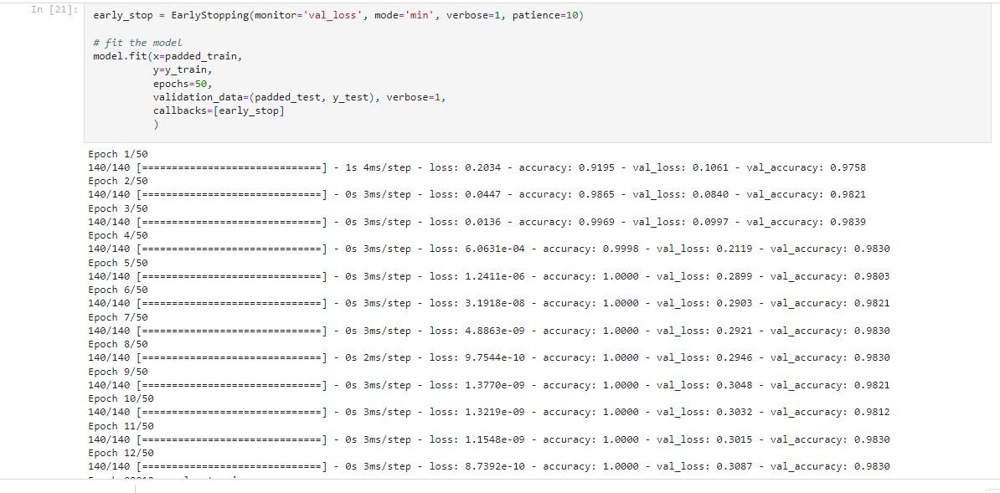 In [21]:
early_stop = EarlyStopping(monitor='val_loss', mode='min', verbose=1, patience=10)
# fit the model
model.fit(x=padded_train,
y=y_train,
epochs=50,
validation_data=(padded_test, y_test), verbose=1,
callbacks=[early_stop]
)
Epoch 1/50
140/140 [==============================] - 1s 4ms/step - loss: 0.2034 - accuracy: 0.9195 - val_loss: 0.1061 - val_accuracy: 0.9758
Epoch 2/50
140/140 [==============================] - 0s 3ms/step - loss: 0.0447 - accuracy: 0.9865 - val_loss: 0.0840 - val_accuracy: 0.9821
Epoch 3/50
140/140 [==============================] - 0s 3ms/step - loss: 0.0136 - accuracy: 0.9969 - val_loss: 0.0997 - val_accuracy: 0.9839
Epoch 4/50
140/140 [==============================] - 0s 3ms/step - loss: 6.0631e-04 - accuracy: 0.9998 - val_loss: 0.2119 - val_accuracy: 0.9830
Epoch 5/50
140/140 [==============================] - 0s 3ms/step - loss: 1.2411e-06 - accuracy: 1.0000 - val_loss: 0.2899 - val_accuracy: 0.9803
Epoch 6/50
140/140 [==============================] - 0s 3ms/step - loss: 3.1918e-08 - accuracy: 1.0000 - val_loss: 0.2903 - val_accuracy: 0.9821
Epoch 7/50
140/140 [==============================] - 0s 3ms/step - loss: 4.8863e-09 - accuracy: 1.0000 - val_loss: 0.2921 - val_accuracy: 0.9830
Epoch 8/50
140/140 [==============================] - 0s 2ms/step - loss: 9.7544e-10 - accuracy: 1.0000 - val_loss: 0.2946 - val_accuracy: 0.9830
Epoch 9/50
140/140 [==============================] - 0s 3ms/step - loss: 1.3770e-09 - accuracy: 1.0000 - val_loss: 0.3048 - val_accuracy: 0.9821
Epoch 10/50
140/140 [==============================] - 0s 3ms/step - loss: 1.3219e-09 - accuracy: 1.0000 - val_loss: 0.3032 - val_accuracy: 0.9812
Epoch 11/50
140/140 [==============================] - 0s 3ms/step - loss: 1.1548e-09 - accuracy: 1.0000 - val_loss: 0.3015 - val_accuracy: 0.9830
Epoch 12/50
140/140 [==============================] - 0s 3ms/step - loss: 8.7392e-10 - accuracy: 1.0000 - val_loss: 0.3087 - val_accuracy: 0.9830